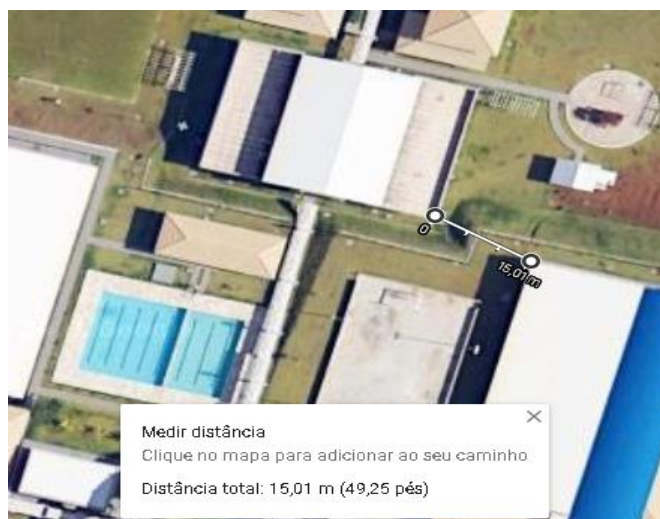 0
15,01 m
Medir distância
Clique no mapa para adicionar ao seu caminho
Distância total: 15,01 m (49,25 pés)